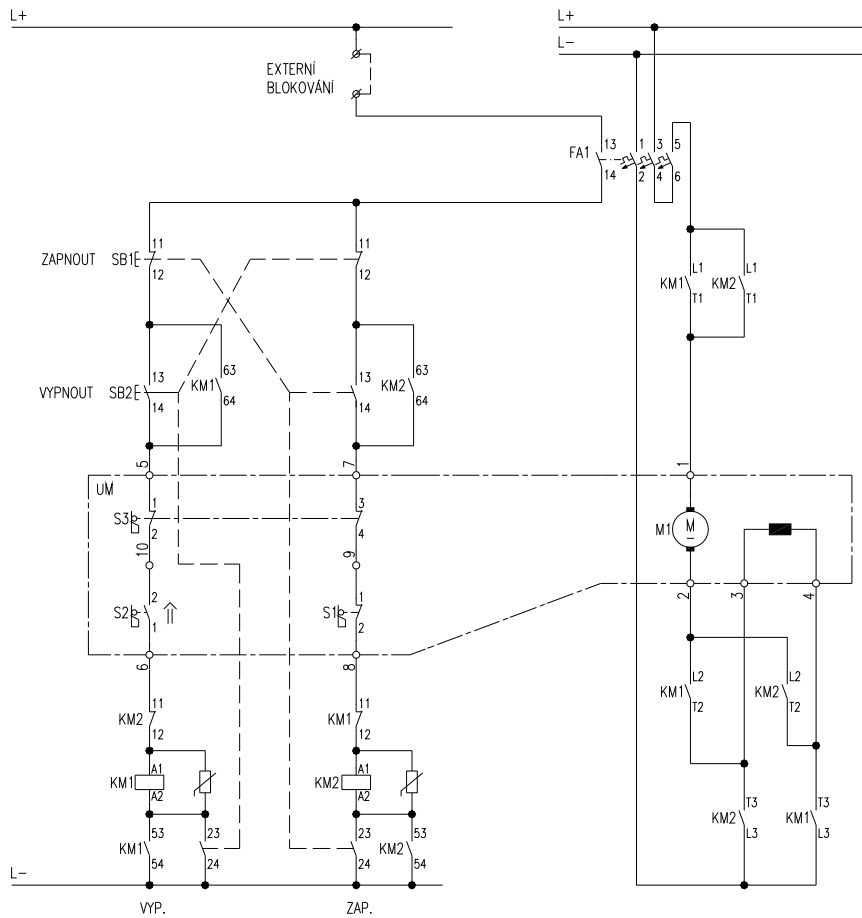 L+
L+
L-
EXTERNÍ
BLOKOVÁNÍ
FA1
13
14
1
2
3
4
5
6
ZAPNOUT
SB1
11
12
11
12
KM1
L1
T1
KM2
L1
T1
VYPNOUT
SB2
13
14
KM1
63
64
13
14
KM2
63
64
5
7
1
UM
S3
1
2
3
4
M1
M
10
9
S2
2
1
S1
1
2
2
3
4
6
8
KM1
L2
T2
KM2
L2
T2
KM2
11
12
KM1
11
12
KM1
A1
A2
KM2
A1
A2
KM2
T3
L3
KM1
T3
L3
KM1
53
54
23
24
23
24
KM2
53
54
L-
VYP.
ZAP.